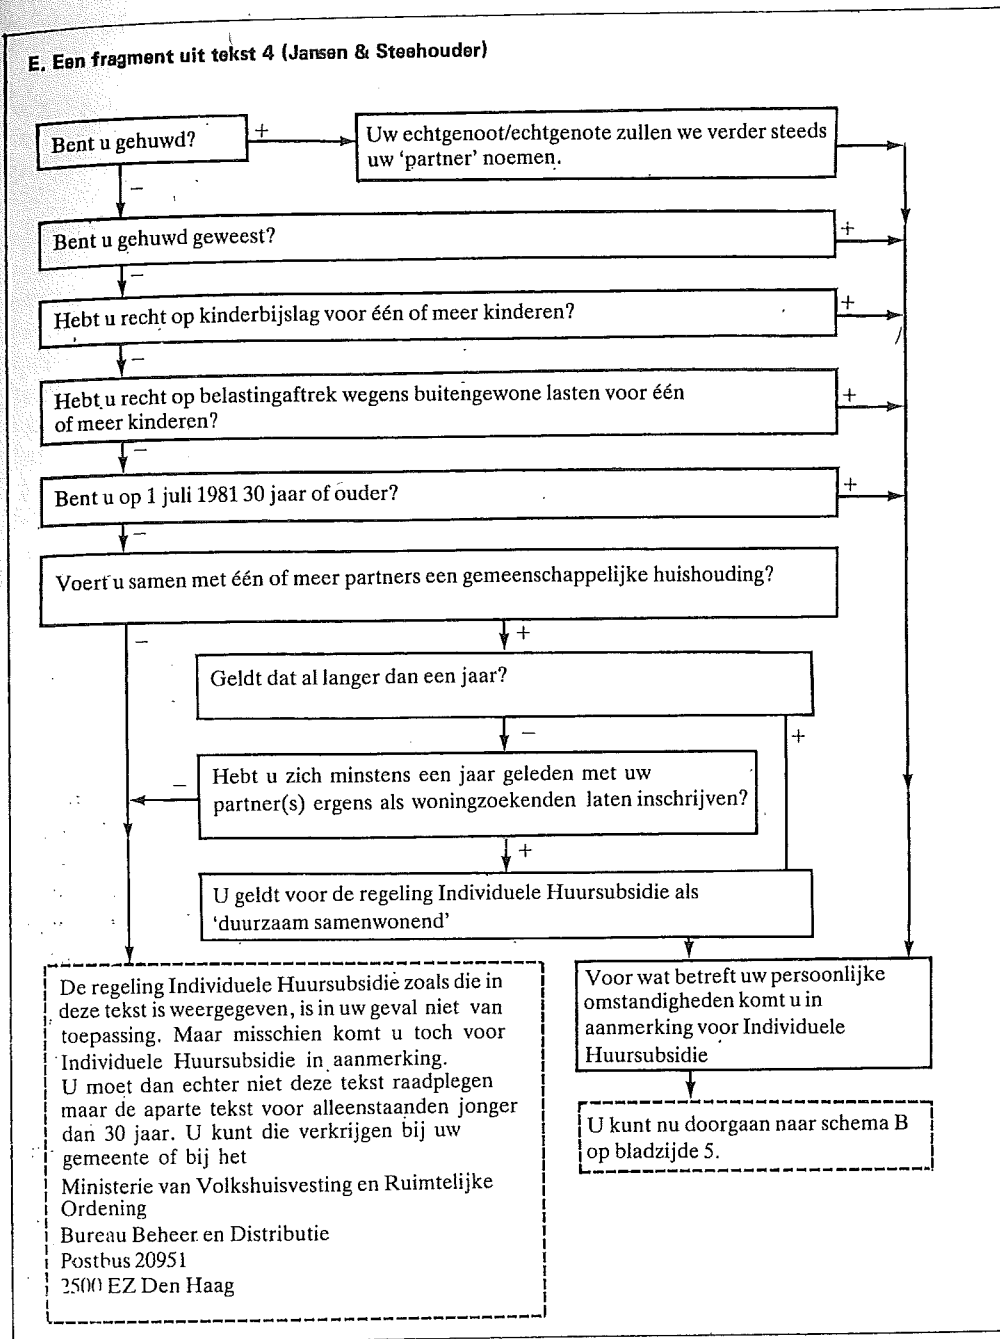 E. Een fragment uit tekst 4 (Jansen & Steehouder)
Bent u gehuwd?
+
Uw echtgenoot/echtgenote zullen we verder steeds
uw ‘partner’ noemen.
–
Bent u gehuwd geweest?
+
–
Hebt u recht op kinderbijslag voor één of meer kinderen?
+
–
Hebt u recht op belastingaftrek wegens buitengewone lasten voor één
of meer kinderen?
+
–
Bent u op 1 juli 1981 30 jaar of ouder?
+
–
Voert u samen met één of meer partners een gemeenschappelijke huishouding?
–
+
Geldt dat al langer dan een jaar?
–
+
Hebt u zich minstens een jaar geleden met uw
partner(s) ergens als woningzoekenden laten inschrijven?
–
+
U geldt voor de regeling Individuele Huursubsidie als
‘duurzaam samenwonend’
De regeling Individuele Huursubsidie zoals die in
deze tekst is weergegeven, is in uw geval niet van
toepassing. Maar misschien komt u toch voor
Individuele Huursubsidie in aanmerking.
U moet dan echter niet deze tekst raadplegen
maar de aparte tekst voor alleenstaanden jonger
dan 30 jaar. U kunt die verkrijgen bij uw
gemeente of bij het
Ministerie van Volkshuisvesting en Ruimtelijke
Ordening
Bureau Beheer en Distributie
Postbus 20951
2500 EZ Den Haag
Voor wat betreft uw persoonlijke
omstandigheden komt u in
aanmerking voor Individuele
Huursubsidie
U kunt nu doorgaan naar schema B
op bladzijde 5.